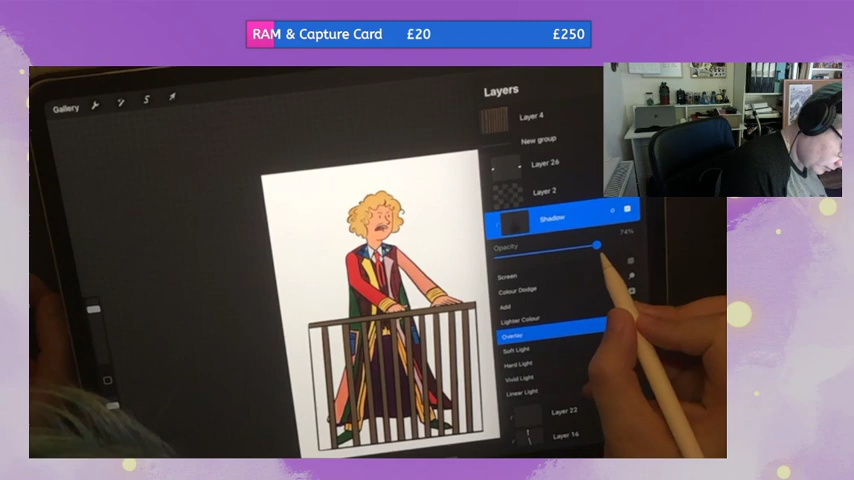 RAM & Capture Card £20 £250
Gallery
Layers
Layer 4
New group
Layer 26
Layer 2
Shadow
Opacity 74%
Screen
Colour Dodge
Add
Lighter Colour
Overlay
Soft Light
Hard Light
Vivid Light
Linear Light
Layer 22
Layer 16